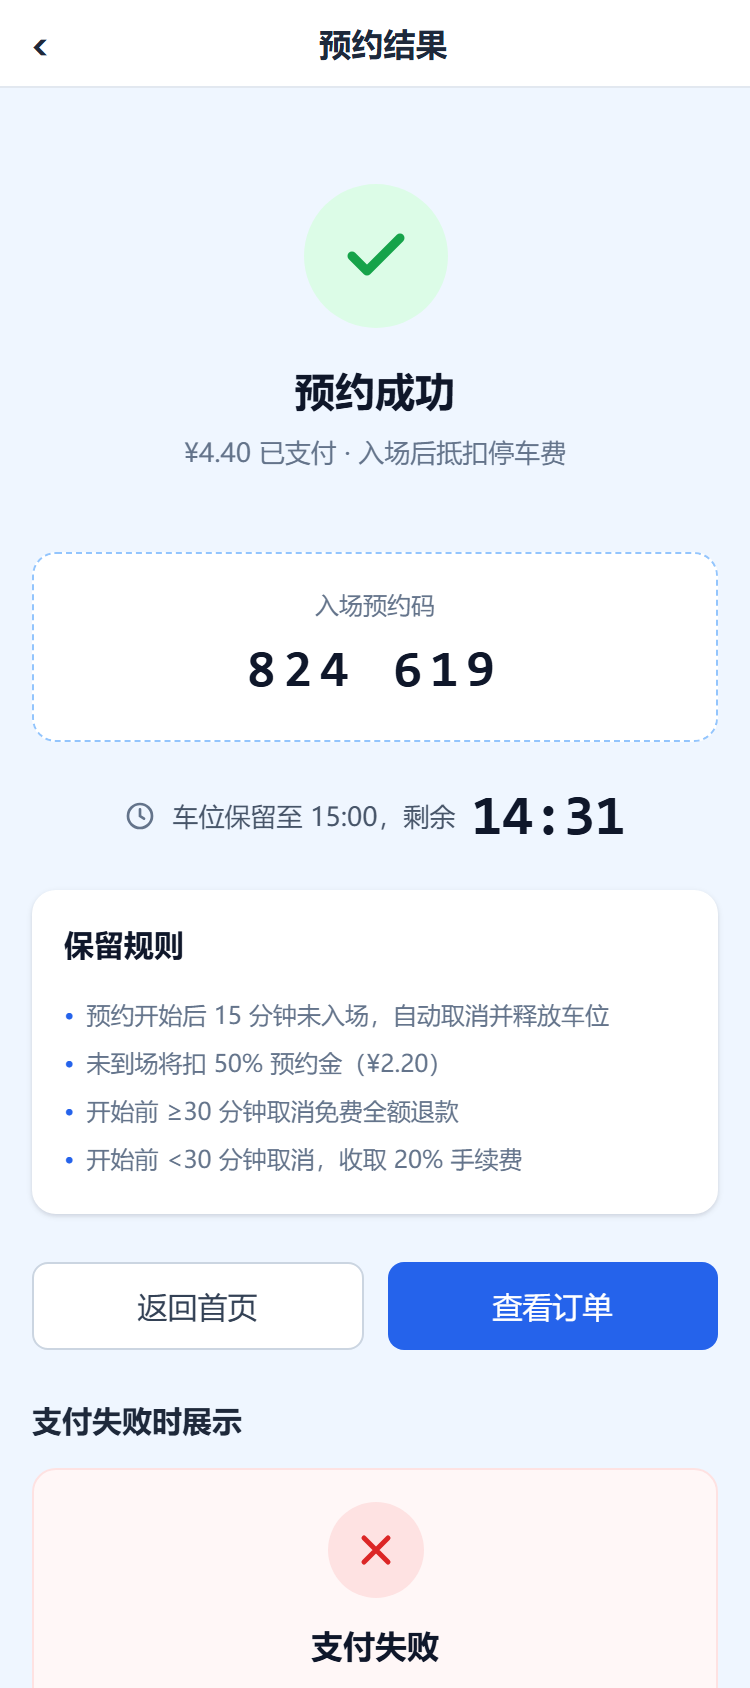 预约结果
预约成功
¥4.40 已支付 · 入场后抵扣停车费
入场预约码
824 619
车位保留至 15:00，剩余 14:31
保留规则
• 预约开始后 15 分钟未入场，自动取消并释放车位
• 未到场将扣 50% 预约金（¥2.20）
• 开始前 ≥30 分钟取消免费全额退款
• 开始前 <30 分钟取消，收取 20% 手续费
返回首页
查看订单
支付失败时展示
支付失败